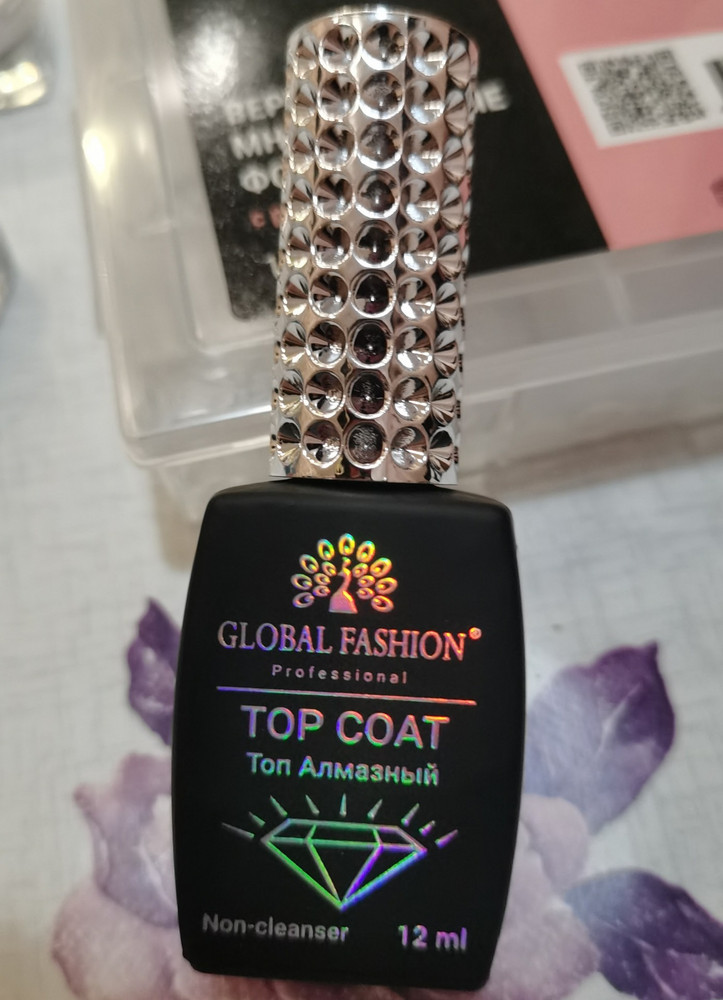 GLOBAL FASHION®
Professional
TOP COAT
Топ Алмазный
Non-cleanser 12 ml